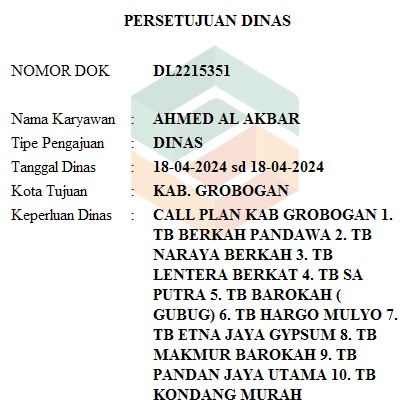 PERSETUJUAN DINAS
NOMOR DOK DL2215351
Nama Karyawan : AHMED AL AKBAR
Tipe Pengajuan : DINAS
Tanggal Dinas : 18-04-2024 sd 18-04-2024
Kota Tujuan : KAB. GROBOGAN
Keperluan Dinas : CALL PLAN KAB GROBOGAN 1.
TB BERKAH PANDAWA 2. TB
NARAYA BERKAH 3. TB
LENTERA BERKAT 4. TB SA
PUTRA 5. TB BAROKAH (
GUBUG) 6. TB HARGO MULYO 7.
TB ETNA JAYA GYPSUM 8. TB
MAKMUR BAROKAH 9. TB
PANDAN JAYA UTAMA 10. TB
KONDANG MURAH